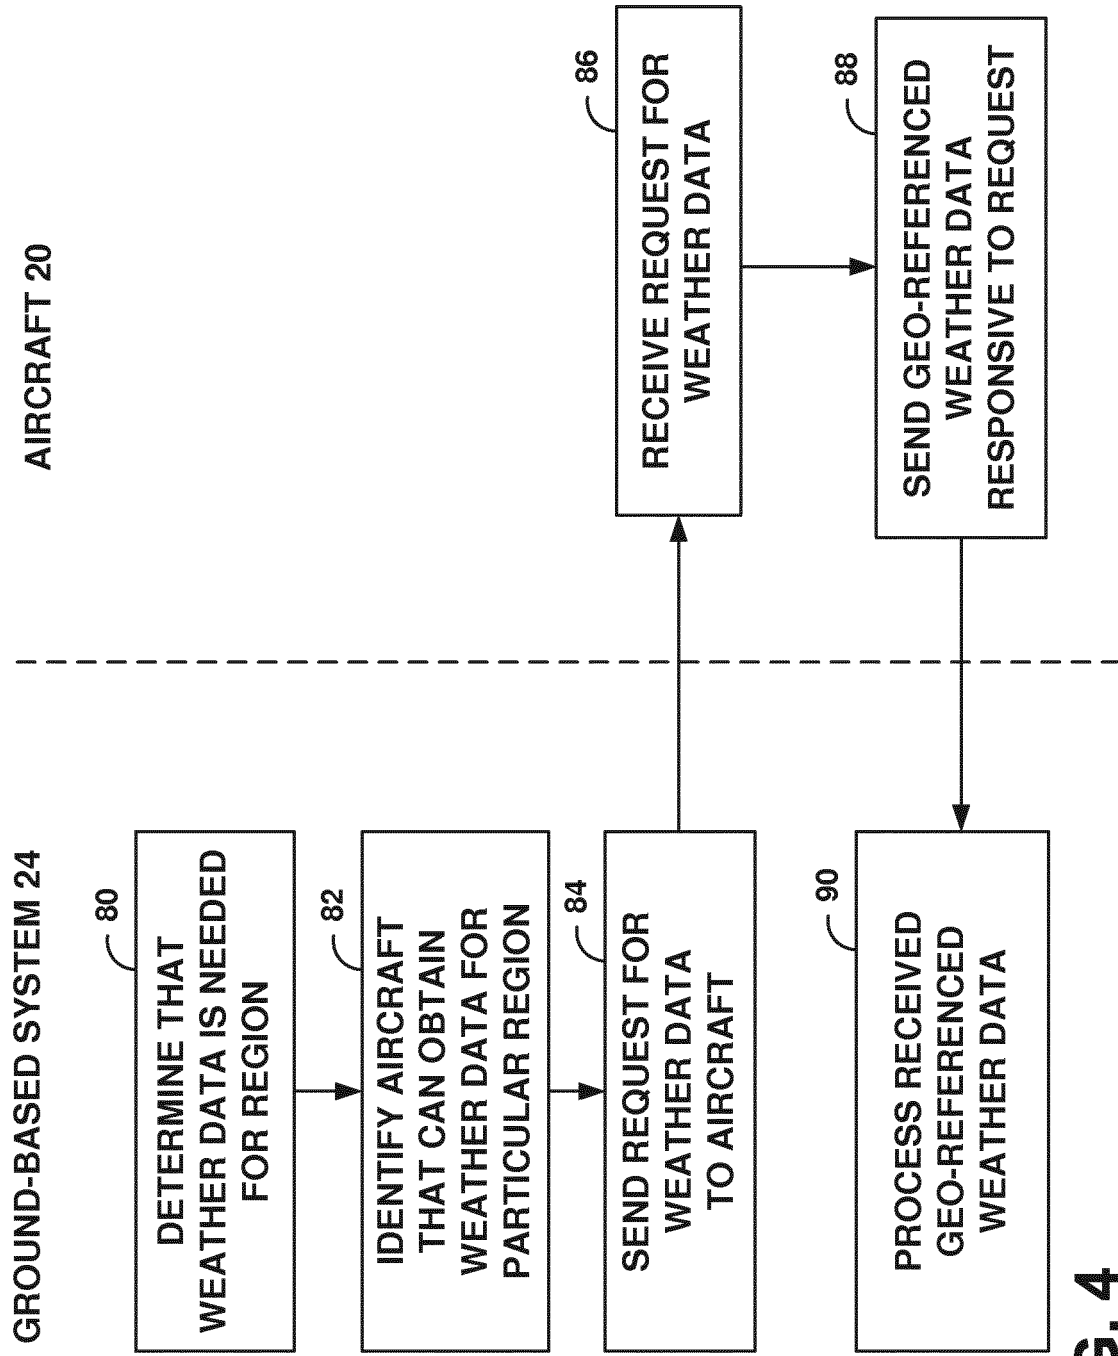 GROUND-BASED SYSTEM 24
AIRCRAFT 20
80
DETERMINE THAT
WEATHER DATA IS NEEDED
FOR REGION
82
IDENTIFY AIRCRAFT
THAT CAN OBTAIN
WEATHER DATA FOR
PARTICULAR REGION
84
SEND REQUEST FOR
WEATHER DATA
TO AIRCRAFT
86
RECEIVE REQUEST FOR
WEATHER DATA
88
SEND GEO-REFERENCED
WEATHER DATA
RESPONSIVE TO REQUEST
90
PROCESS RECEIVED
GEO-REFERENCED
WEATHER DATA
G. 4